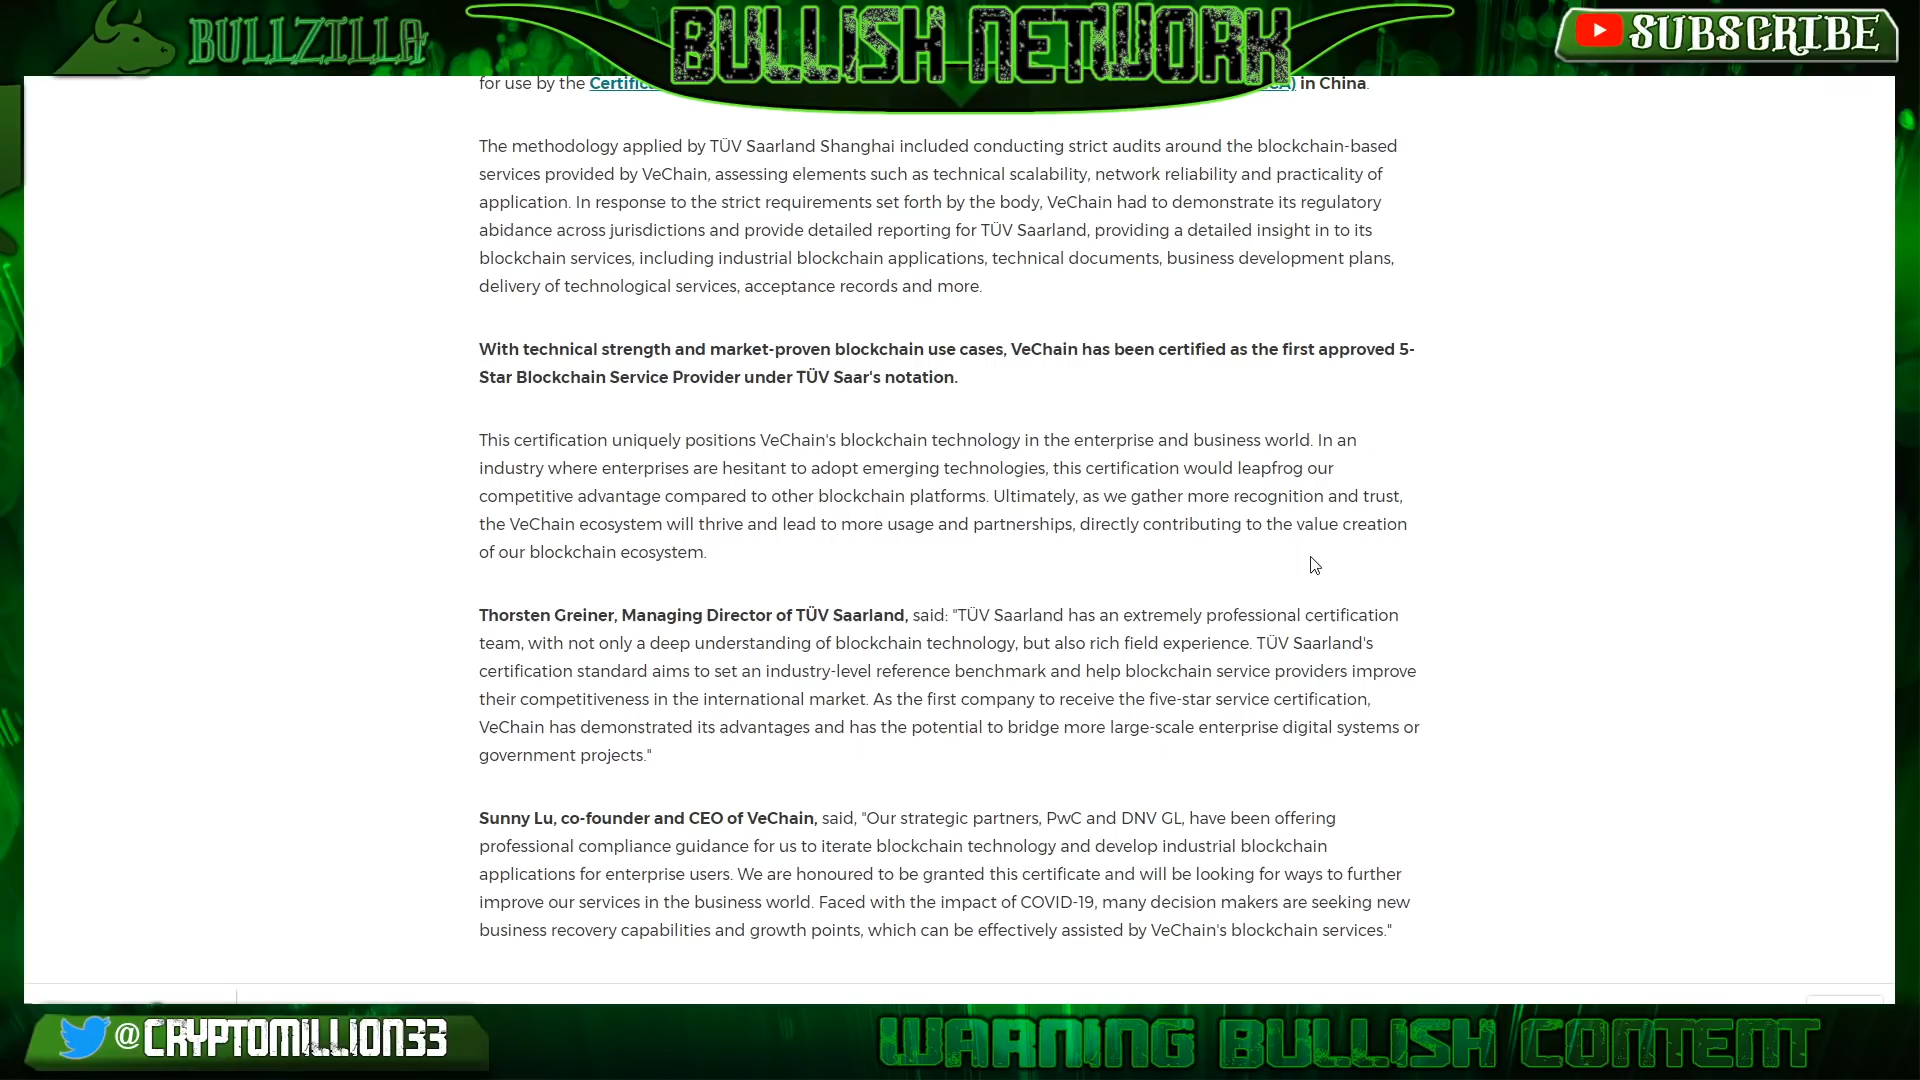 BULLZILLA
BULLISH NETWORK
SUBSCRIBE
for use by the Certific CA) in China.
The methodology applied by TÜV Saarland Shanghai included conducting strict audits around the blockchain-based
services provided by VeChain, assessing elements such as technical scalability, network reliability and practicality of
application. In response to the strict requirements set forth by the body, VeChain had to demonstrate its regulatory
abidance across jurisdictions and provide detailed reporting for TÜV Saarland, providing a detailed insight in to its
blockchain services, including industrial blockchain applications, technical documents, business development plans,
delivery of technological services, acceptance records and more.
With technical strength and market-proven blockchain use cases, VeChain has been certified as the first approved 5-
Star Blockchain Service Provider under TÜV Saar's notation.
This certification uniquely positions VeChain's blockchain technology in the enterprise and business world. In an
industry where enterprises are hesitant to adopt emerging technologies, this certification would leapfrog our
competitive advantage compared to other blockchain platforms. Ultimately, as we gather more recognition and trust,
the VeChain ecosystem will thrive and lead to more usage and partnerships, directly contributing to the value creation
of our blockchain ecosystem.
Thorsten Greiner, Managing Director of TÜV Saarland, said: "TÜV Saarland has an extremely professional certification
team, with not only a deep understanding of blockchain technology, but also rich field experience. TÜV Saarland's
certification standard aims to set an industry-level reference benchmark and help blockchain service providers improve
their competitiveness in the international market. As the first company to receive the five-star service certification,
VeChain has demonstrated its advantages and has the potential to bridge more large-scale enterprise digital systems or
government projects."
Sunny Lu, co-founder and CEO of VeChain, said, "Our strategic partners, PwC and DNV GL, have been offering
professional compliance guidance for us to iterate blockchain technology and develop industrial blockchain
applications for enterprise users. We are honoured to be granted this certificate and will be looking for ways to further
improve our services in the business world. Faced with the impact of COVID-19, many decision makers are seeking new
business recovery capabilities and growth points, which can be effectively assisted by VeChain's blockchain services."
@CRYPTOMILLION33
WARNING BULLISH CONTENT